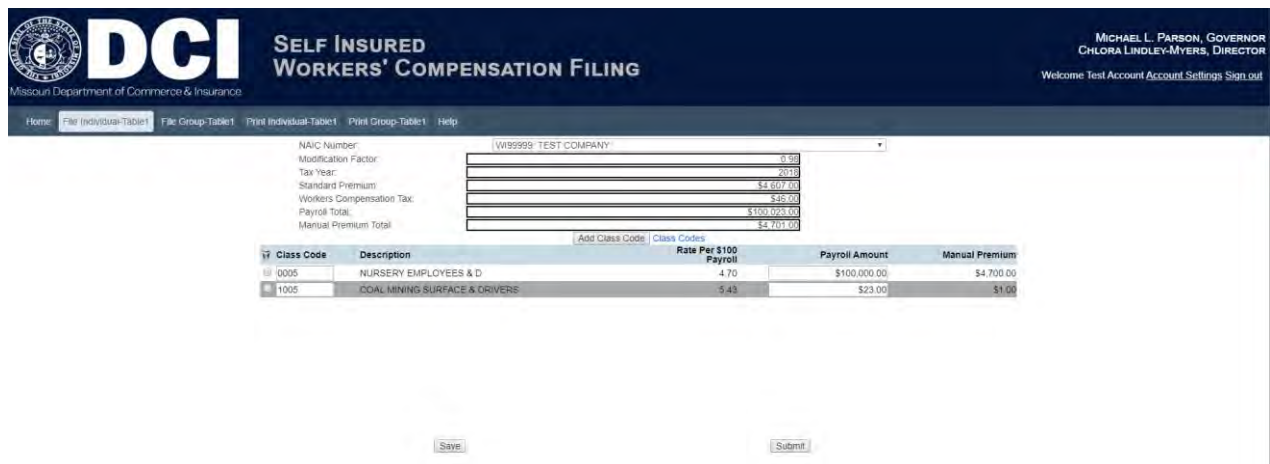 DCI
Missouri Department of Commerce & Insurance
SELF INSURED
WORKERS' COMPENSATION FILING
MICHAEL L. PARSON, GOVERNOR
CHLORA LINDLEY-MYERS, DIRECTOR
Welcome Test Account Account Settings Sign out
Home File Individual-Table1 File Group-Table1 Print Individual-Table1 Print Group-Table1 Help
NAIC Number: WI99999: TEST COMPANY
Modification Factor: 0.98
Tax Year: 2018
Standard Premium: $4,607.00
Workers Compensation Tax: $46.00
Payroll Total: $100,023.00
Manual Premium Total: $4,701.00
Add Class Code Class Codes
Class Code Description Rate Per $100 Payroll Payroll Amount Manual Premium
0005 NURSERY EMPLOYEES & D 4.70 $100,000.00 $4,700.00
1005 COAL MINING SURFACE & DRIVERS 5.43 $23.00 $1.00
Save Submit